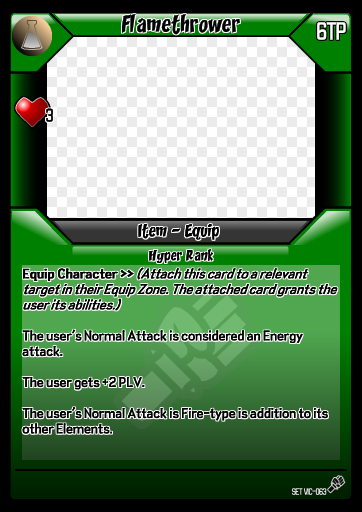 Flamethrower
6TP
3
Item - Equip
Hyper Rank
Equip Character >> (Attach this card to a relevant
target in their Equip Zone. The attached card grants the
user its abilities.)
The user's Normal Attack is considered an Energy
attack.
The user gets +2 PLV.
The user's Normal Attack is Fire-type is addition to its
other Elements.
SET VIC-063